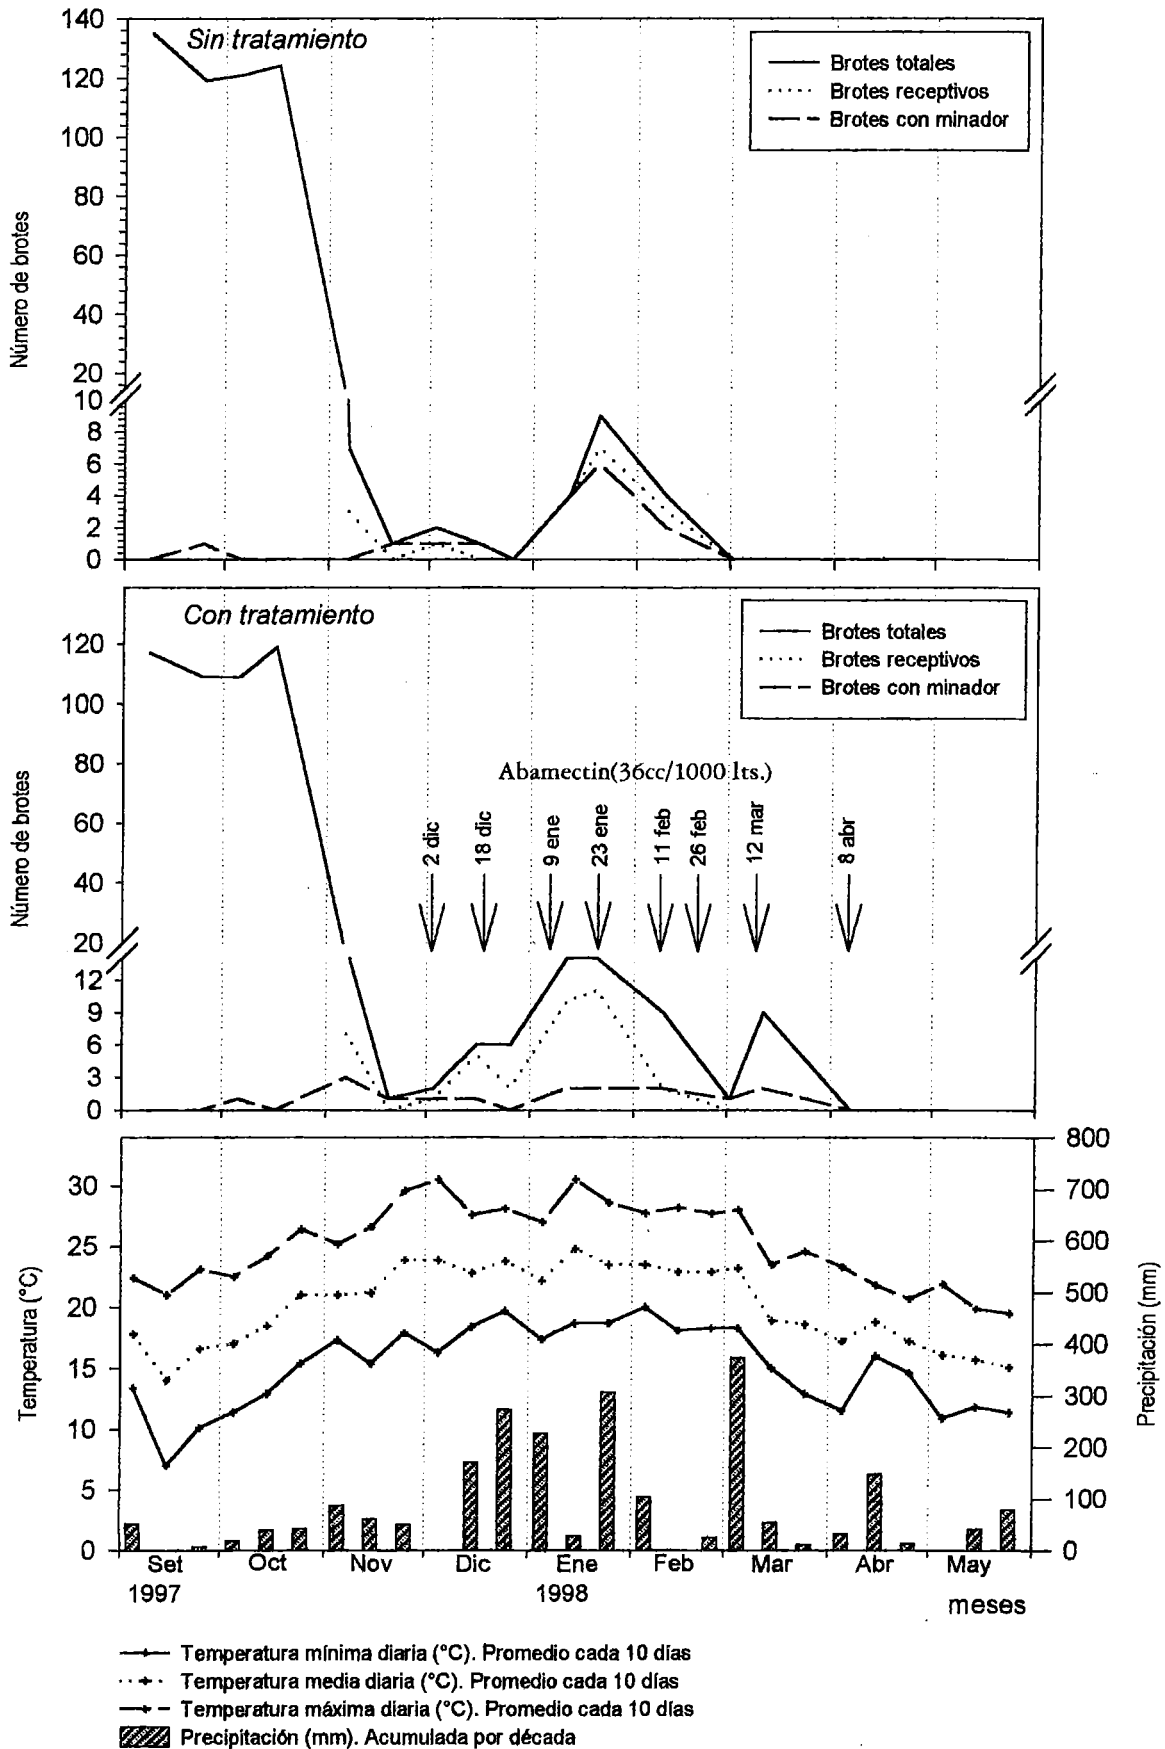 Sin tratamiento
Brotes totales
Brotes receptivos
Brotes con minador
Número de brotes
140
120
100
80
60
40
20
10
8
6
4
2
0
Con tratamiento
Brotes totales
Brotes receptivos
Brotes con minador
Número de brotes
120
100
80
60
40
20
12
9
6
3
0
Abamectin(36cc/1000 lts.)
2 dic
18 dic
9 ene
23 ene
11 feb
26 feb
12 mar
8 abr
Temperatura (°C)
30
25
20
15
10
5
0
Precipitación (mm)
800
700
600
500
400
300
200
100
0
Set Oct Nov Dic Ene Feb Mar Abr May
1997 1998 meses
Temperatura mínima diaria (°C). Promedio cada 10 días
Temperatura media diaria (°C). Promedio cada 10 días
Temperatura máxima diaria (°C). Promedio cada 10 días
Precipitación (mm). Acumulada por década